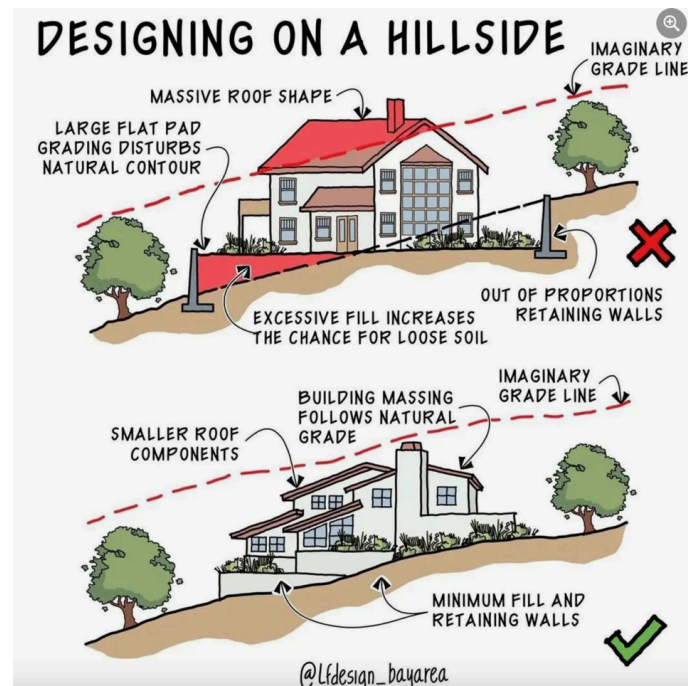 DESIGNING ON A HILLSIDE
IMAGINARY
GRADE LINE
MASSIVE ROOF SHAPE
LARGE FLAT PAD
GRADING DISTURBS
NATURAL CONTOUR
OUT OF PROPORTIONS
RETAINING WALLS
EXCESSIVE FILL INCREASES
THE CHANCE FOR LOOSE SOIL
IMAGINARY
GRADE LINE
BUILDING MASSING
FOLLOWS NATURAL
GRADE
SMALLER ROOF
COMPONENTS
MINIMUM FILL AND
RETAINING WALLS
@Lfdesign_bayarea